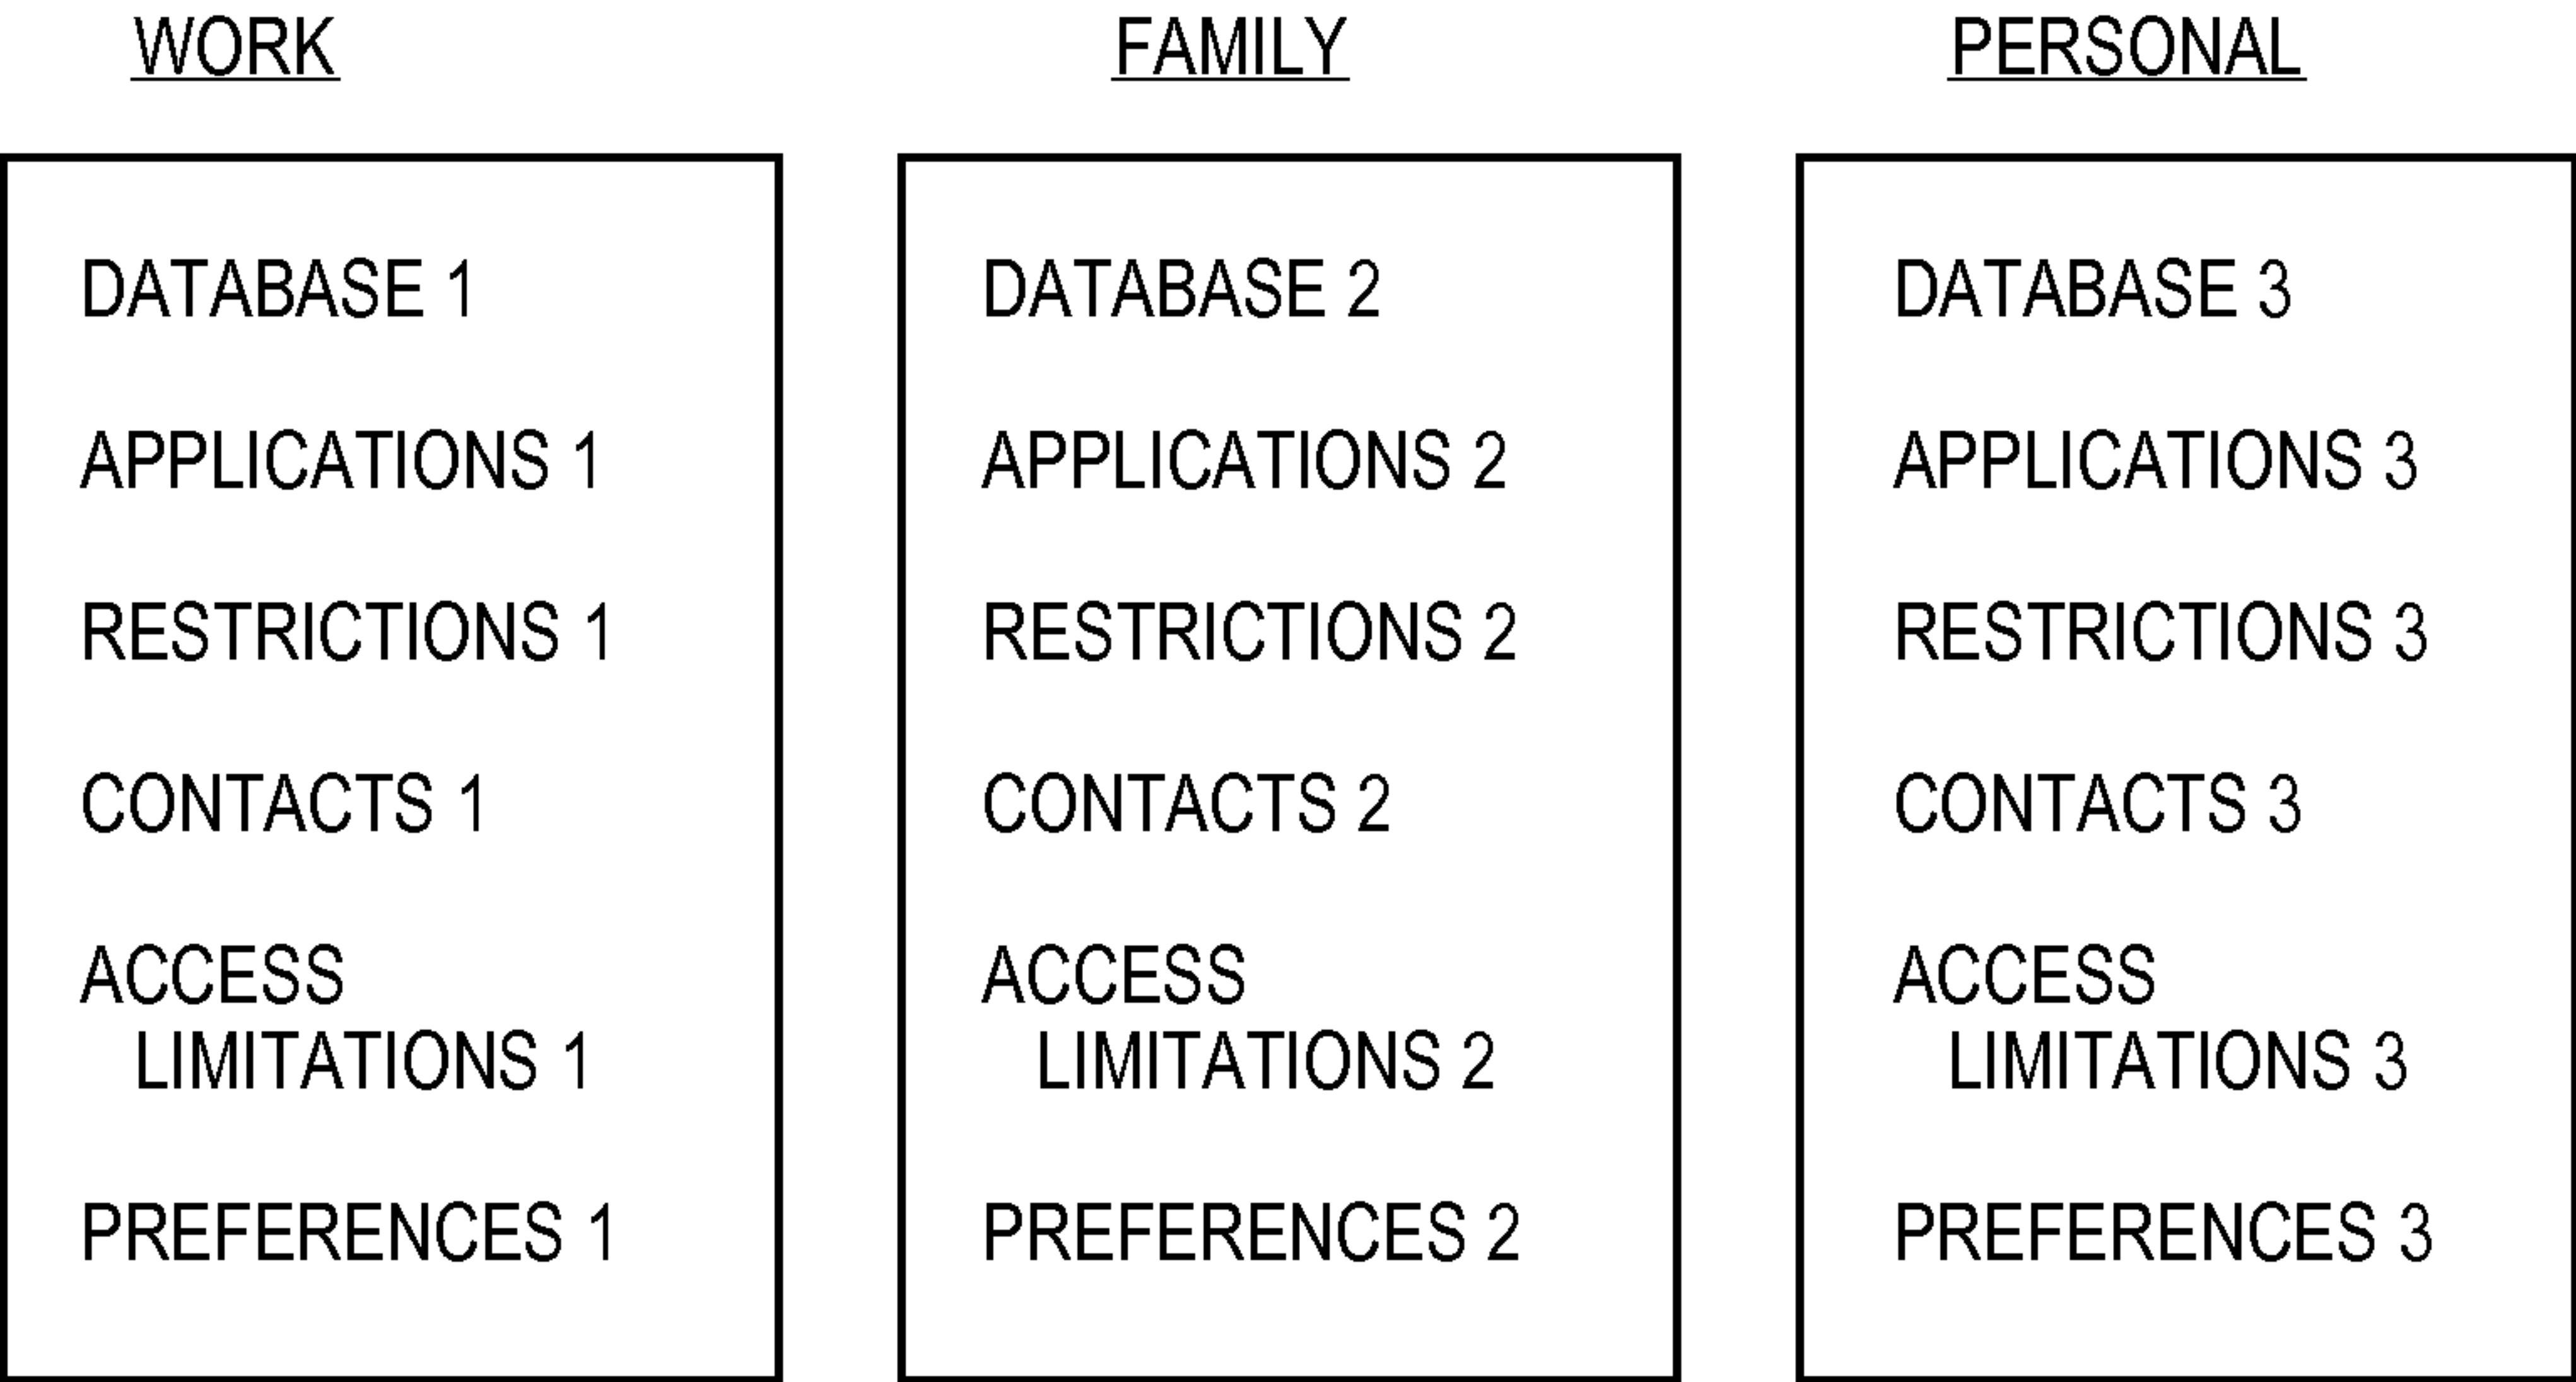 WORK
DATABASE 1
APPLICATIONS 1
RESTRICTIONS 1
CONTACTS 1
ACCESS
LIMITATIONS 1
PREFERENCES 1
FAMILY
DATABASE 2
APPLICATIONS 2
RESTRICTIONS 2
CONTACTS 2
ACCESS
LIMITATIONS 2
PREFERENCES 2
PERSONAL
DATABASE 3
APPLICATIONS 3
RESTRICTIONS 3
CONTACTS 3
ACCESS
LIMITATIONS 3
PREFERENCES 3